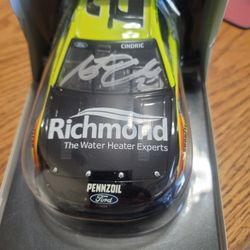 CINDRIC
Richmond
The Water Heater Experts
PENNZOIL
Ford